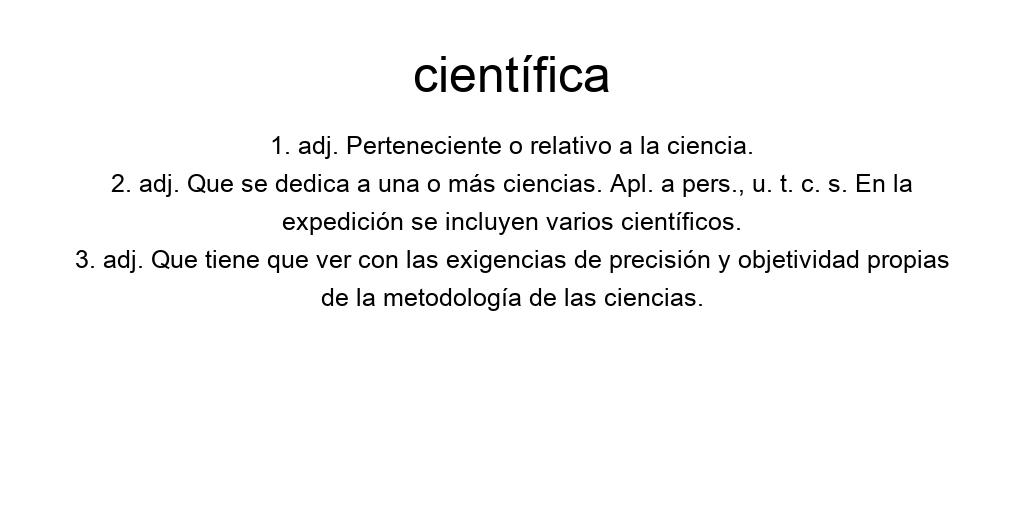 científica
1. adj. Perteneciente o relativo a la ciencia.
2. adj. Que se dedica a una o más ciencias. Apl. a pers., u. t. c. s. En la
expedición se incluyen varios científicos.
3. adj. Que tiene que ver con las exigencias de precisión y objetividad propias
de la metodología de las ciencias.